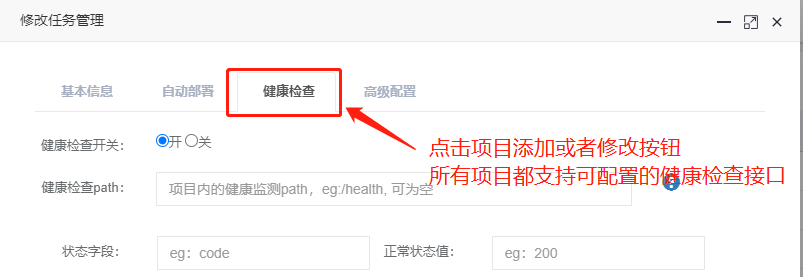 修改任务管理
基本信息 自动部署 健康检查 高级配置
健康检查开关： 开 关
点击项目添加或者修改按钮
所有项目都支持可配置的健康检查接口
健康检查path： 项目内的健康监测path，eg:/health, 可为空
状态字段： eg：code 正常状态值： eg：200